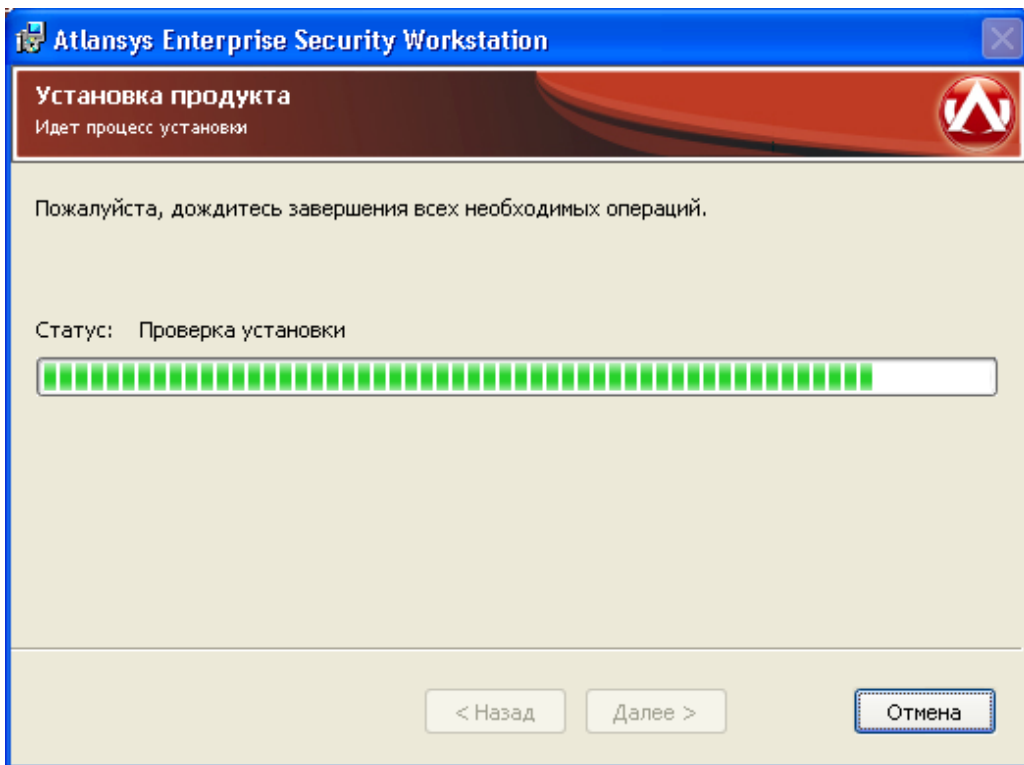 Atlansys Enterprise Security Workstation
Установка продукта
Идет процесс установки
Пожалуйста, дождитесь завершения всех необходимых операций.
Статус: Проверка установки
< Назад
Далее >
Отмена